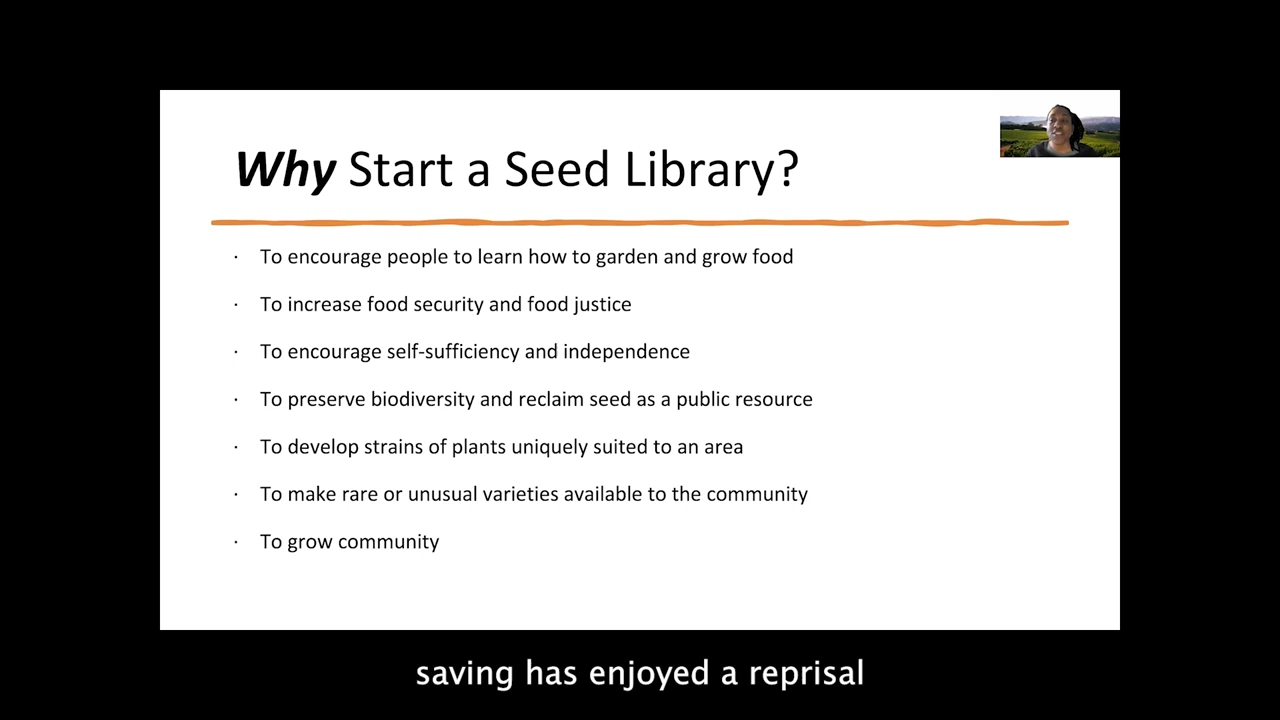 Why Start a Seed Library?
· To encourage people to learn how to garden and grow food
· To increase food security and food justice
· To encourage self-sufficiency and independence
· To preserve biodiversity and reclaim seed as a public resource
· To develop strains of plants uniquely suited to an area
· To make rare or unusual varieties available to the community
· To grow community
saving has enjoyed a reprisal